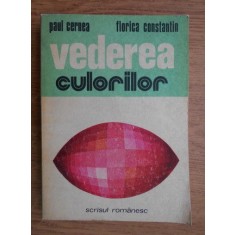 paul cernea florica constantin
vederea
culorilor
scrisul românesc